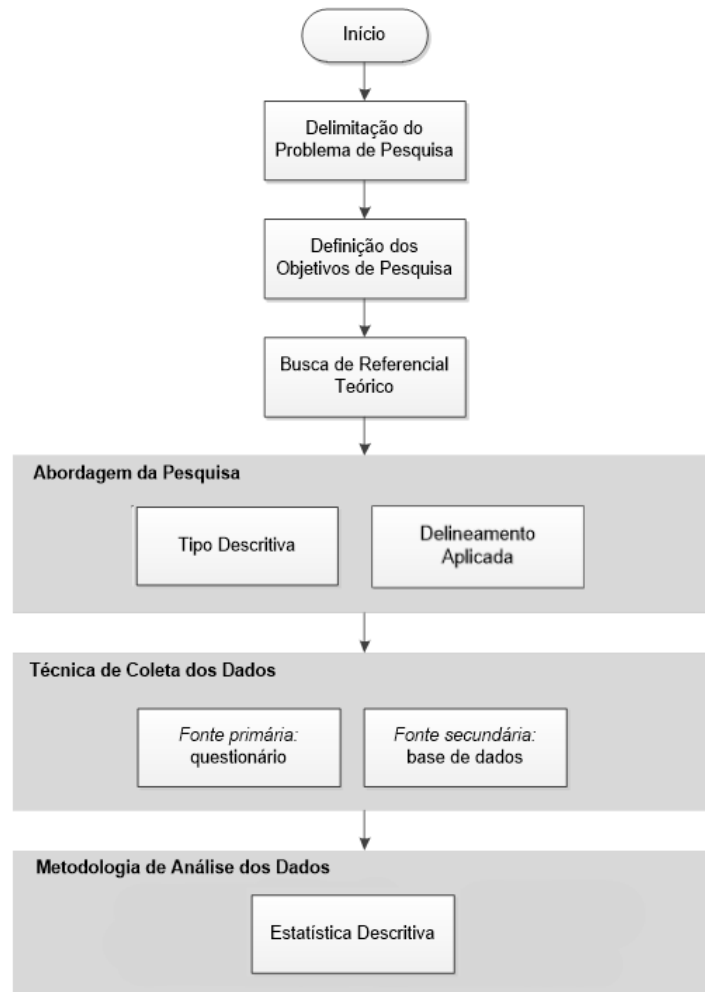 Início
Delimitação do
Problema de Pesquisa
Definição dos
Objetivos de Pesquisa
Busca de Referencial
Teórico
Abordagem da Pesquisa
Tipo Descritiva
Delineamento
Aplicada
Técnica de Coleta dos Dados
Fonte primária:
questionário
Fonte secundária:
base de dados
Metodologia de Análise dos Dados
Estatística Descritiva